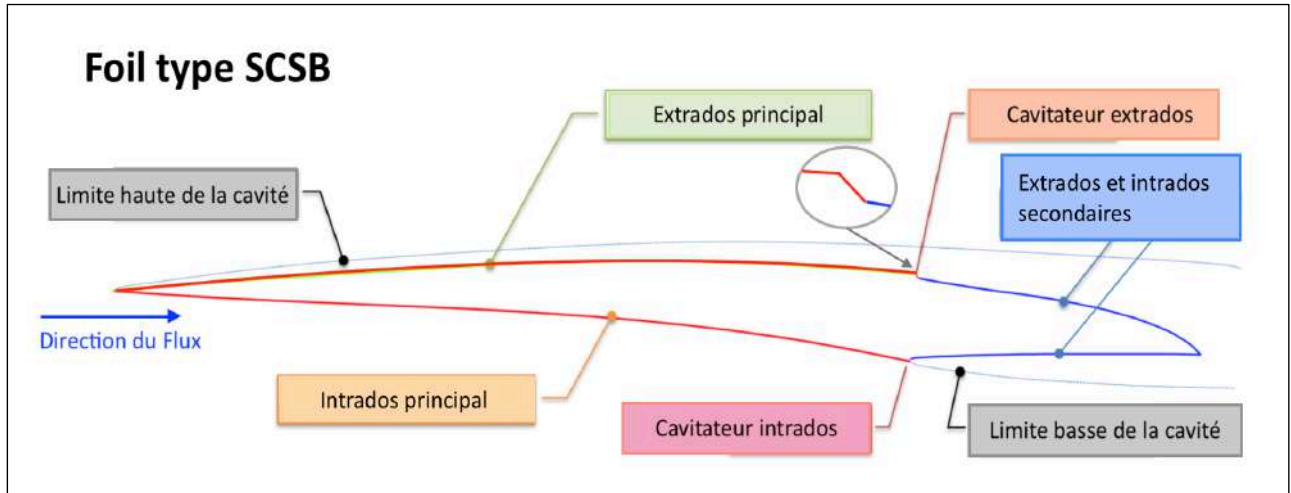 Foil type SCSB
Extrados principal
Cavitateur extrados
Limite haute de la cavité
Extrados et intrados
secondaires
Direction du Flux
Intrados principal
Cavitateur intrados
Limite basse de la cavité